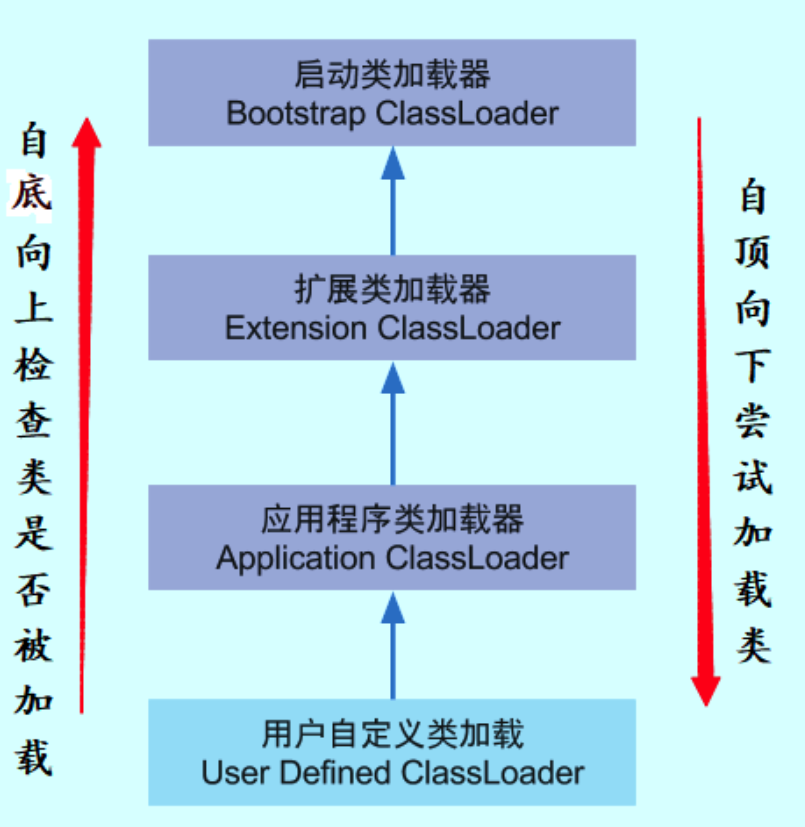 启动类加载器
Bootstrap ClassLoader
自底向上检查类是否被加载
自顶向下尝试加载类
扩展类加载器
Extension ClassLoader
应用程序类加载器
Application ClassLoader
用户自定义类加载
User Defined ClassLoader